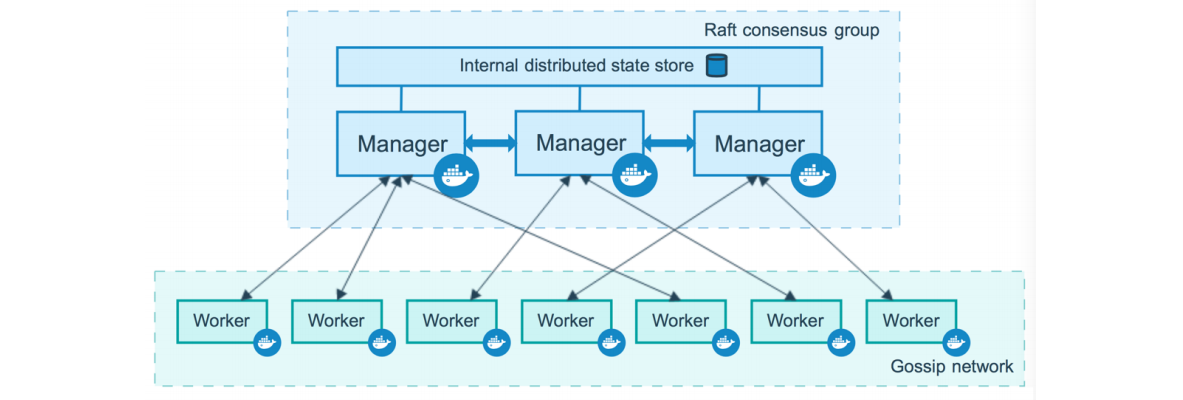 Raft consensus group
Internal distributed state store
Manager
Manager
Manager
Worker
Worker
Worker
Worker
Worker
Worker
Worker
Gossip network